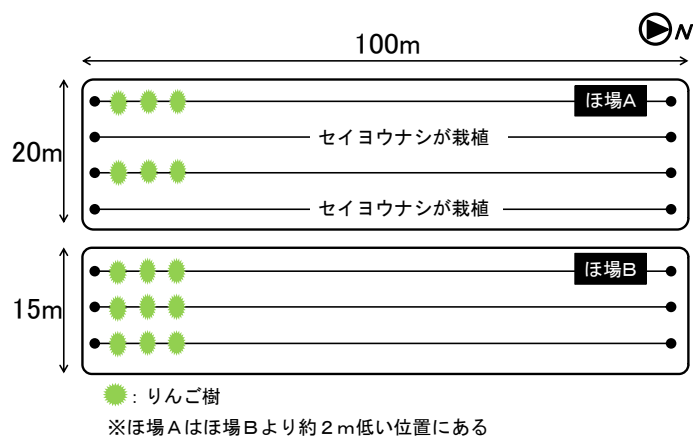 N
100m
20m
ほ場A
セイヨウナシが栽植
セイヨウナシが栽植
15m
ほ場B
：りんご樹
※ほ場Aはほ場Bより約2m低い位置にある